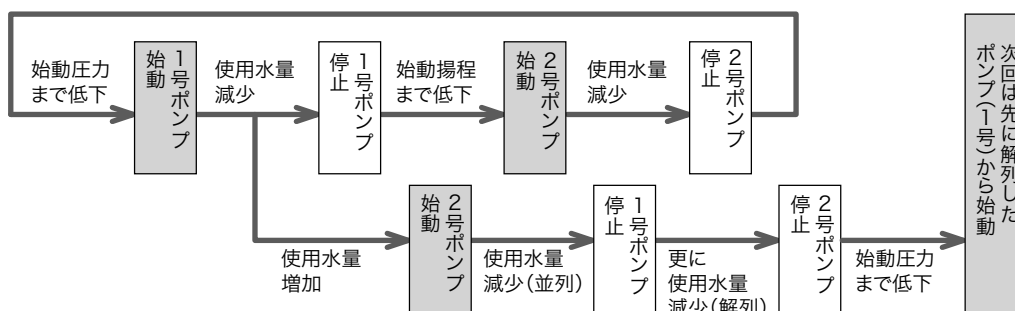 始動圧力
まで低下
1号ポンプ
始動
使用水量
減少
1号ポンプ
停止
始動揚程
まで低下
2号ポンプ
始動
使用水量
減少
2号ポンプ
停止
使用水量
増加
2号ポンプ
始動
使用水量
減少(並列)
1号ポンプ
停止
更に
使用水量
減少(解列)
2号ポンプ
停止
始動圧力
まで低下
次回は先に解列した
ポンプ(1号)から始動